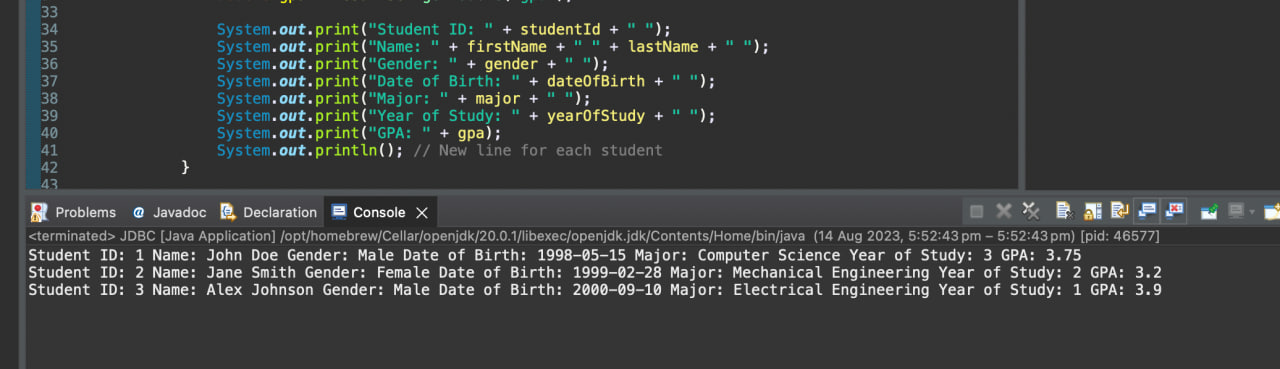 33
34 System.out.print("Student ID: " + studentId + " ");
35 System.out.print("Name: " + firstName + " " + lastName + " ");
36 System.out.print("Gender: " + gender + " ");
37 System.out.print("Date of Birth: " + dateOfBirth + " ");
38 System.out.print("Major: " + major + " ");
39 System.out.print("Year of Study: " + yearOfStudy + " ");
40 System.out.print("GPA: " + gpa);
41 System.out.println(); // New line for each student
42 }
43
Problems @ Javadoc Declaration Console
<terminated> JDBC [Java Application] /opt/homebrew/Cellar/openjdk/20.0.1/libexec/openjdk.jdk/Contents/Home/bin/java (14 Aug 2023, 5:52:43 pm – 5:52:43 pm) [pid: 46577]
Student ID: 1 Name: John Doe Gender: Male Date of Birth: 1998-05-15 Major: Computer Science Year of Study: 3 GPA: 3.75
Student ID: 2 Name: Jane Smith Gender: Female Date of Birth: 1999-02-28 Major: Mechanical Engineering Year of Study: 2 GPA: 3.2
Student ID: 3 Name: Alex Johnson Gender: Male Date of Birth: 2000-09-10 Major: Electrical Engineering Year of Study: 1 GPA: 3.9